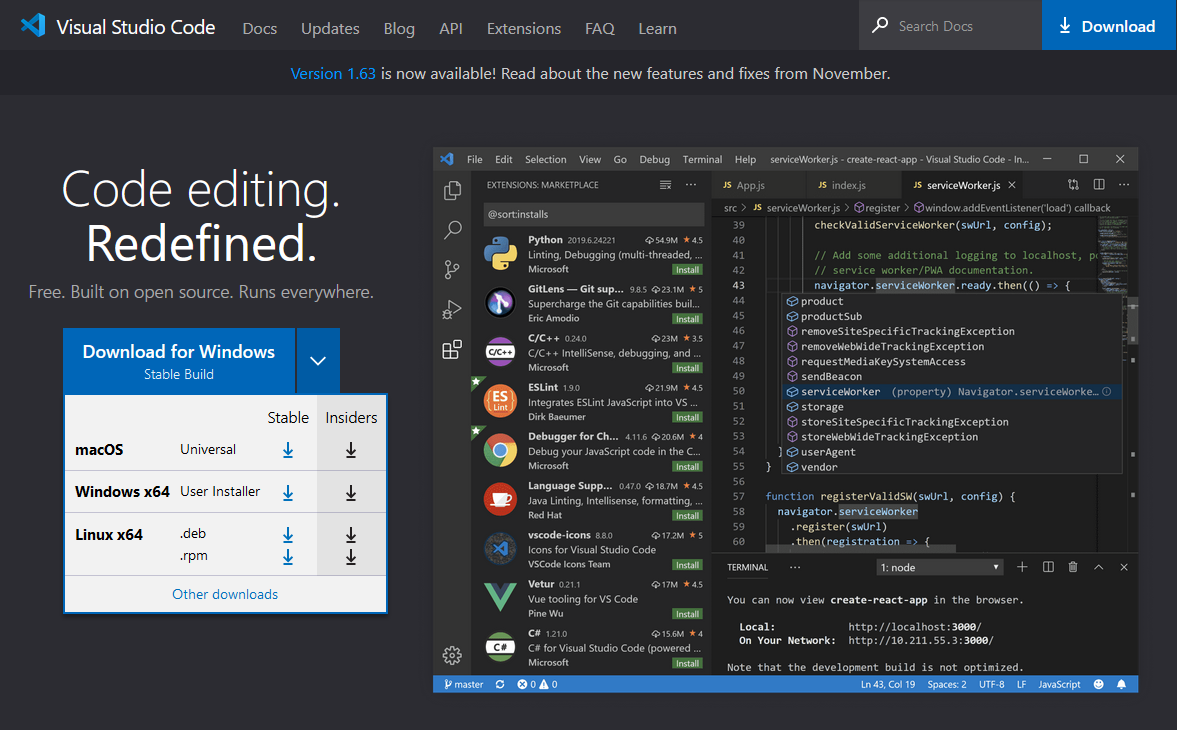 Visual Studio Code Docs Updates Blog API Extensions FAQ Learn Search Docs Download
Version 1.63 is now available! Read about the new features and fixes from November.
Code editing.
Redefined.
Free. Built on open source. Runs everywhere.
Download for Windows
Stable Build
Stable Insiders
macOS Universal
Windows x64 User Installer
Linux x64 .deb
.rpm
Other downloads
File Edit Selection View Go Debug Terminal Help serviceWorker.js - create-react-app - Visual Studio Code - In...
EXTENSIONS: MARKETPLACE
@sort:installs
Python 2019.6.24221 54.9M ★ 4.5
Linting, Debugging (multi-threaded, ...
Microsoft Install
GitLens — Git sup... 9.8.5 23.1M ★ 5
Supercharge the Git capabilities buil...
Eric Amodio Install
C/C++
C/C++ 0.24.0 23M ★ 3.5
C/C++ IntelliSense, debugging, and ...
Microsoft Install
ES
Lint
ESLint 1.9.0 21.9M ★ 4.5
Integrates ESLint JavaScript into VS ...
Dirk Baeumer Install
Debugger for Ch... 4.11.6 20.6M ★ 4
Debug your JavaScript code in the C...
Microsoft Install
Language Supp... 0.47.0 18.7M ★ 4.5
Java Linting, Intellisense, formatting, ...
Red Hat Install
vscode-icons 8.8.0 17.2M ★ 5
Icons for Visual Studio Code
VSCode Icons Team Install
Vetur 0.21.1 17M ★ 4.5
Vue tooling for VS Code
Pine Wu Install
C#
C# 1.21.0 15.6M ★ 4
C# for Visual Studio Code (powered ...
Microsoft Install
JS App.js JS index.js JS serviceWorker.js
src > JS serviceWorker.js > register > window.addEventListener('load') callback
39 checkValidServiceWorker(swUrl, config);
40
41 // Add some additional logging to localhost, p
42 // service worker/PWA documentation.
43 navigator.serviceWorker.ready.then(() => {
44 product
45 productSub
46 removeSiteSpecificTrackingException
47 removeWebWideTrackingException
48 requestMediaKeySystemAccess
49 sendBeacon
50 serviceWorker (property) Navigator.serviceWorke...
51 storage
52 storeSiteSpecificTrackingException
53 storeWebWideTrackingException
54 ] userAgent
55 } vendor
56
57 function registerValidSW(swUrl, config) {
58 navigator.serviceWorker
59 .register(swUrl)
60 .then(registration => {
TERMINAL ... 1: node
You can now view create-react-app in the browser.
Local: http://localhost:3000/
On Your Network: http://10.211.55.3:3000/
Note that the development build is not optimized.
master 0 0 Ln 43, Col 19 Spaces: 2 UTF-8 LF JavaScript